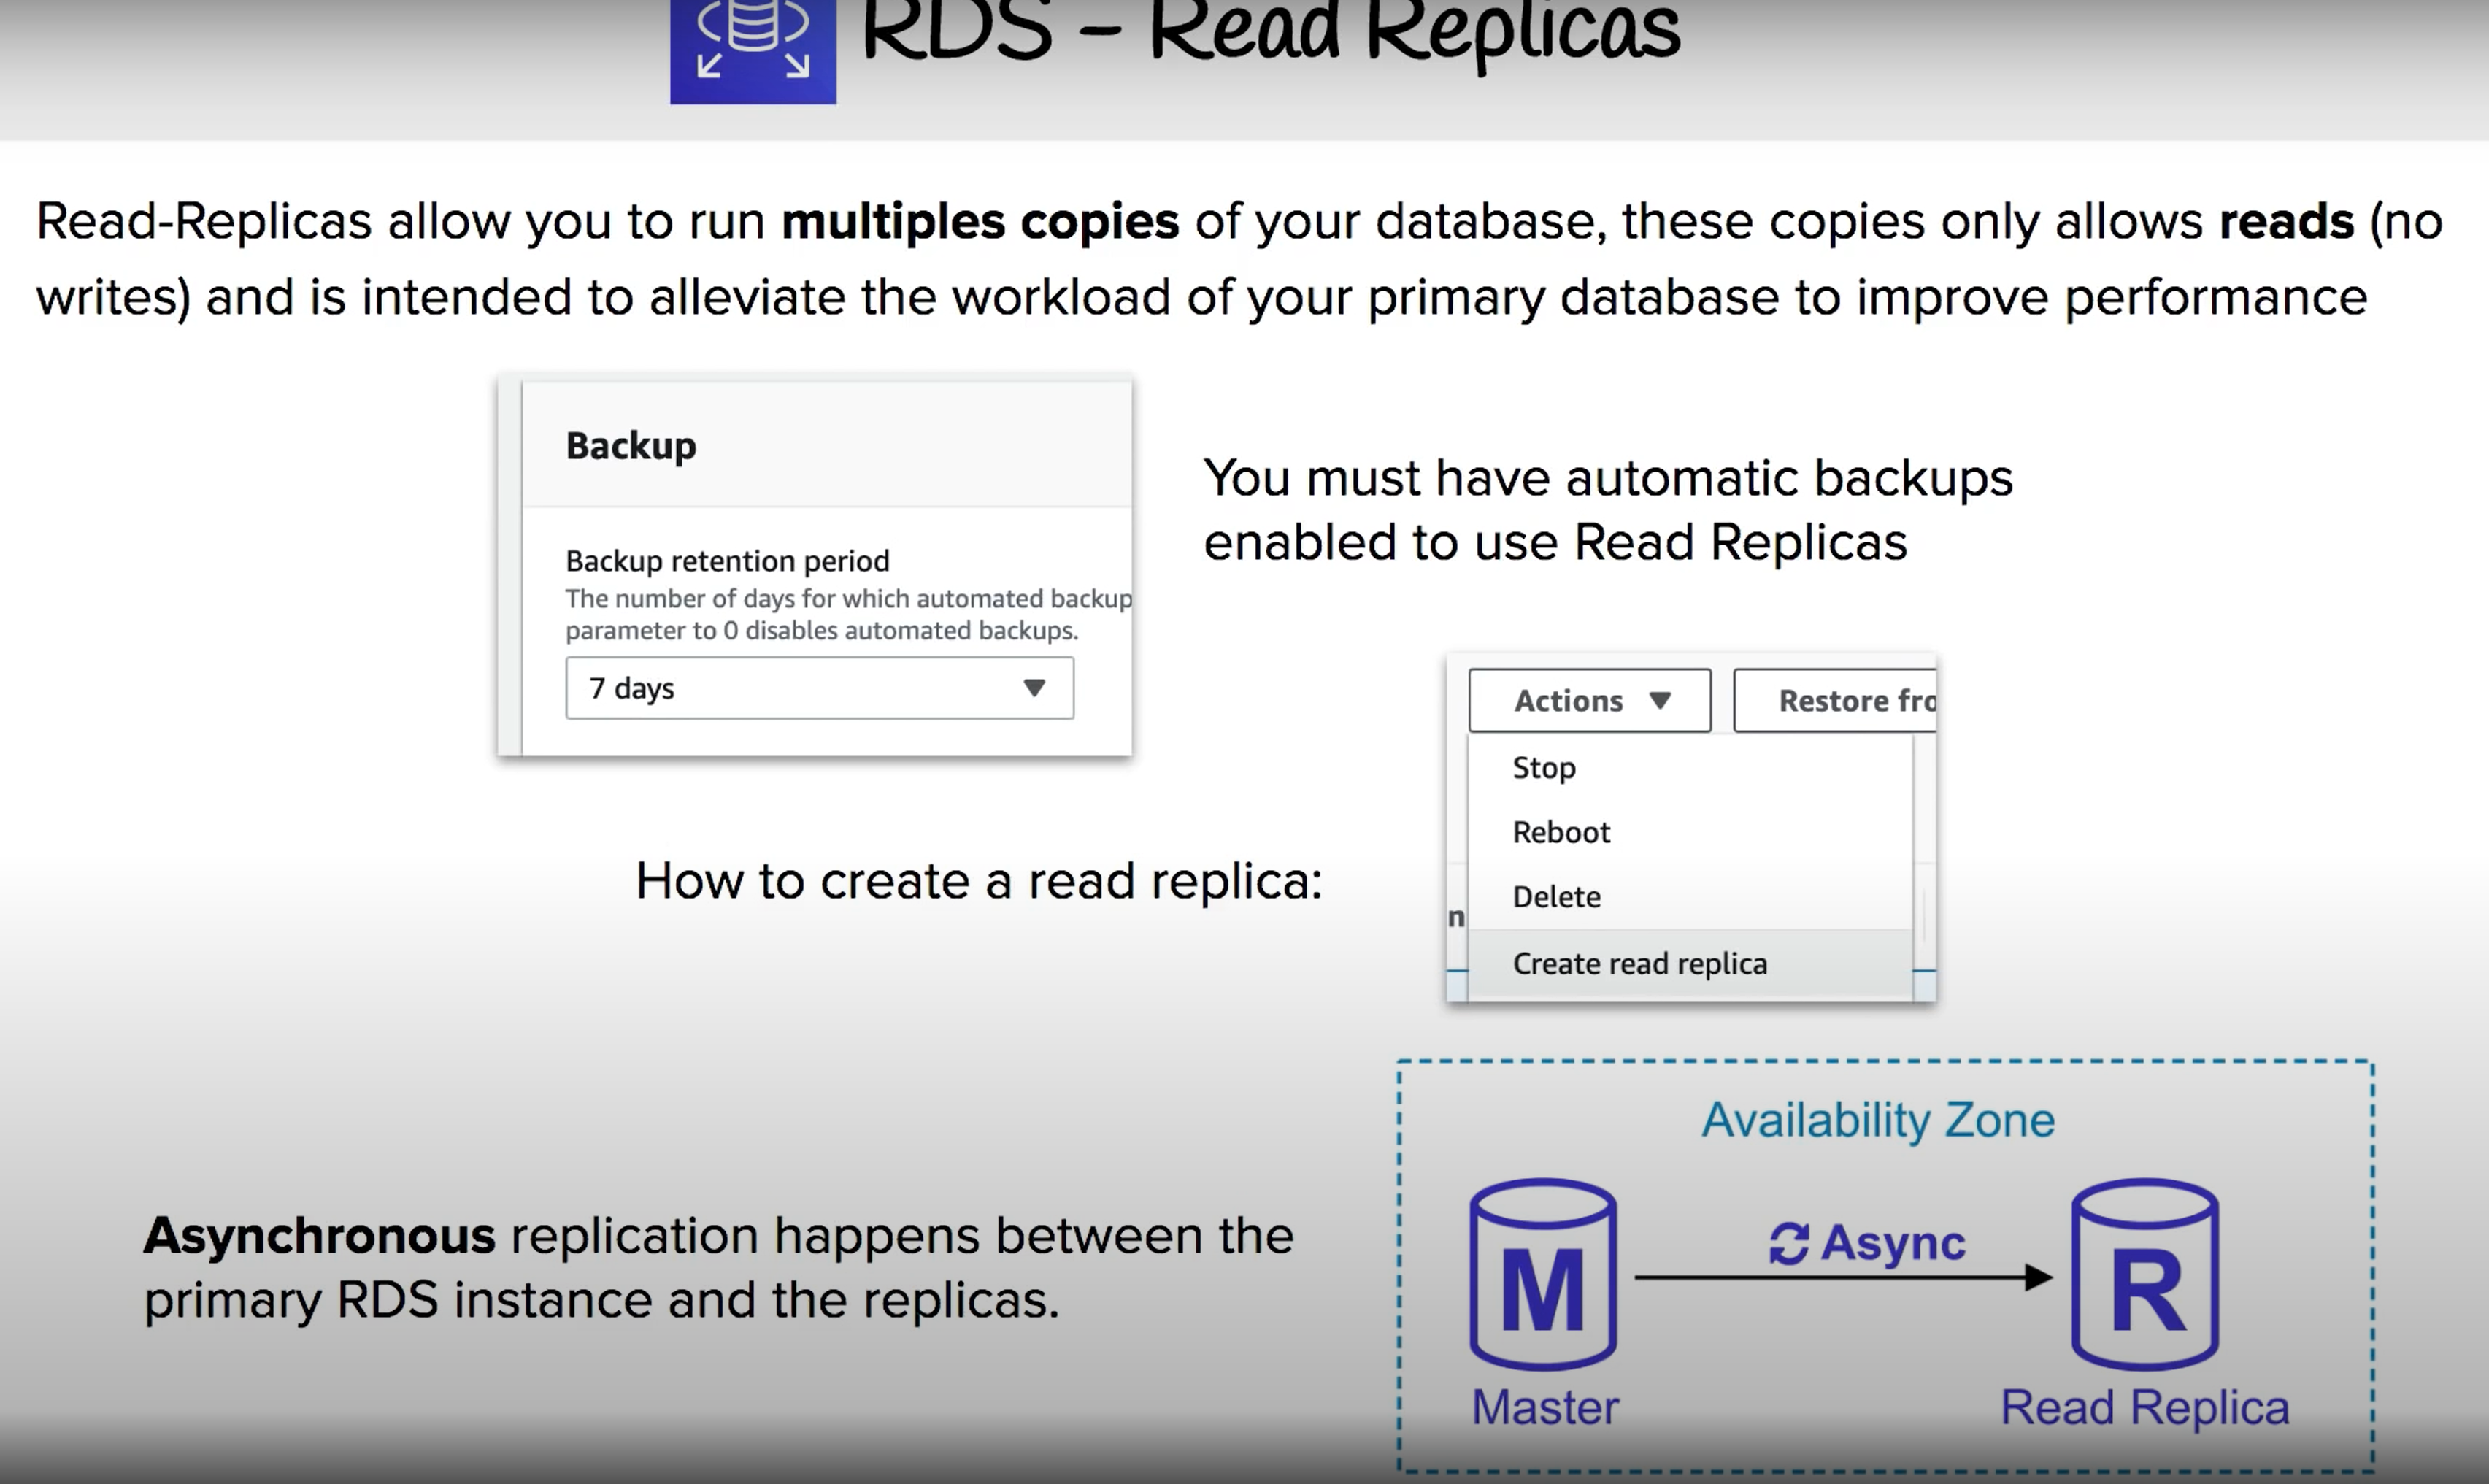 RDS – Read Replicas
Read-Replicas allow you to run multiples copies of your database, these copies only allows reads (no
writes) and is intended to alleviate the workload of your primary database to improve performance
Backup
Backup retention period
The number of days for which automated backup
parameter to 0 disables automated backups.
7 days
You must have automatic backups
enabled to use Read Replicas
How to create a read replica:
Actions
Restore fro
Stop
Reboot
Delete
n
Create read replica
Asynchronous replication happens between the
primary RDS instance and the replicas.
Availability Zone
M
Async
R
Master
Read Replica